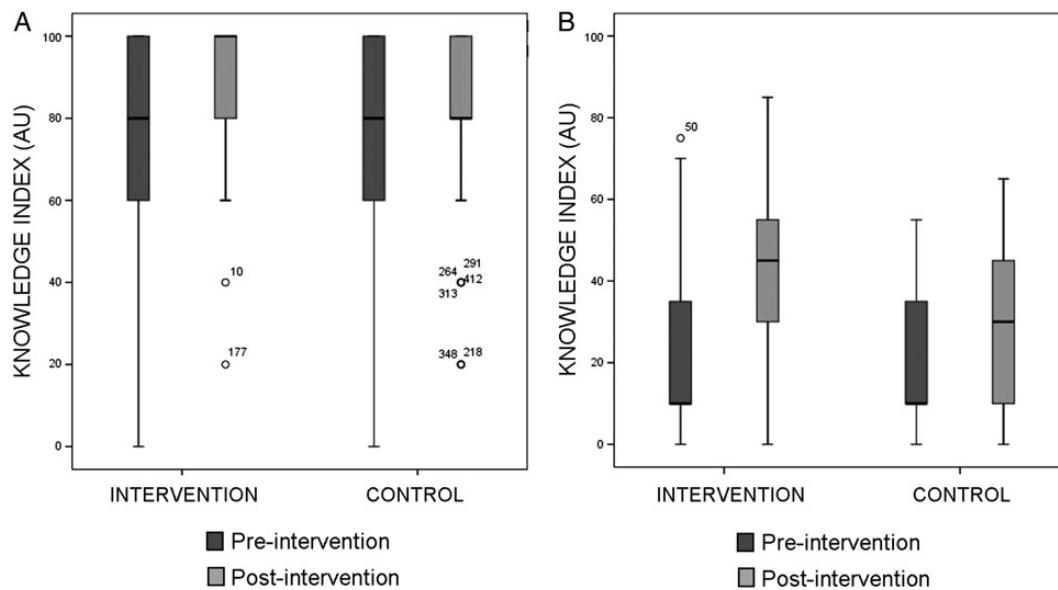 A
KNOWLEDGE INDEX (AU)
100
80
60
40
20
0
10
177
264 291
313 412
348 218
INTERVENTION CONTROL
Pre-intervention
Post-intervention
B
KNOWLEDGE INDEX (AU)
100
80
60
40
20
0
50
INTERVENTION CONTROL
Pre-intervention
Post-intervention